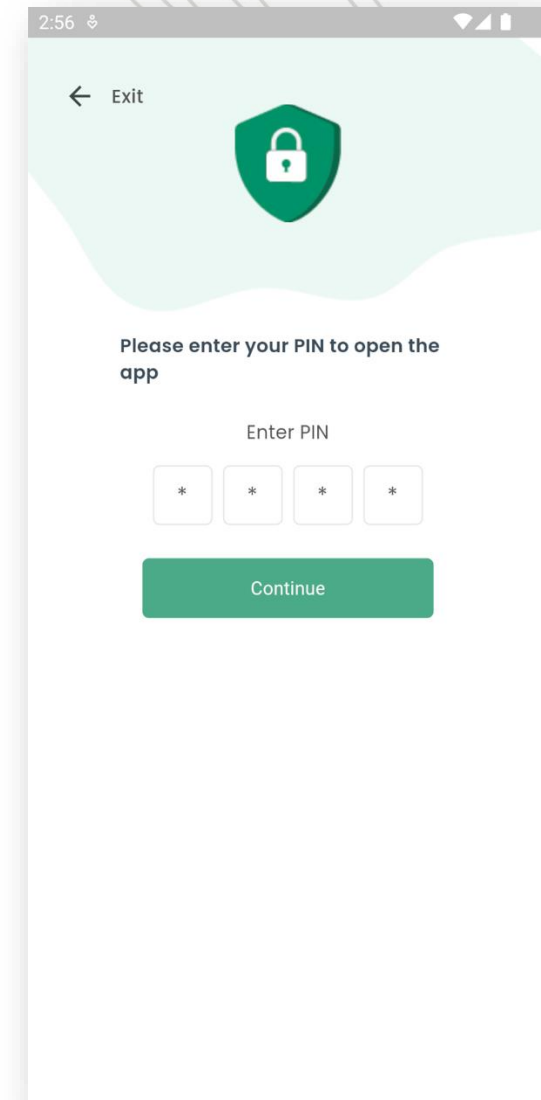 2:56
Exit
Please enter your PIN to open the
app
Enter PIN
* * * *
Continue